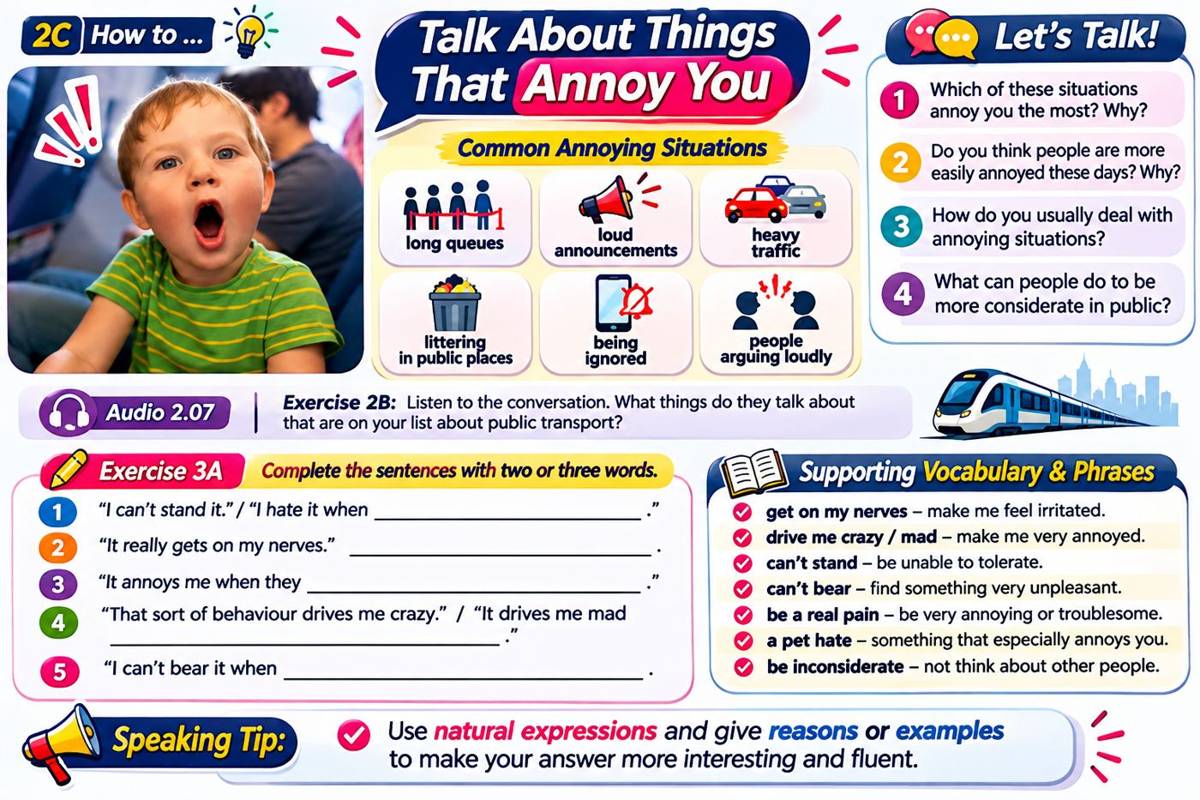 2C How to ...
Talk About Things
That Annoy You
Common Annoying Situations
long queues
loud
announcements
heavy
traffic
littering
in public places
being
ignored
people
arguing loudly
Let's Talk!
1 Which of these situations
annoy you the most? Why?
2 Do you think people are more
easily annoyed these days? Why?
3 How do you usually deal with
annoying situations?
4 What can people do to be
more considerate in public?
Audio 2.07
Exercise 2B: Listen to the conversation. What things do they talk about
that are on your list about public transport?
Exercise 3A Complete the sentences with two or three words.
1 “I can't stand it.” / “I hate it when ______________________________ .”
2 “It really gets on my nerves.” ______________________________ .
3 “It annoys me when they ______________________________ .”
4 “That sort of behaviour drives me crazy.” / “It drives me mad
______________________________ .”
5 “I can't bear it when ______________________________ .
Supporting Vocabulary & Phrases
get on my nerves – make me feel irritated.
drive me crazy / mad – make me very annoyed.
can't stand – be unable to tolerate.
can't bear – find something very unpleasant.
be a real pain – be very annoying or troublesome.
a pet hate – something that especially annoys you.
be inconsiderate – not think about other people.
Speaking Tip:
Use natural expressions and give reasons or examples
to make your answer more interesting and fluent.